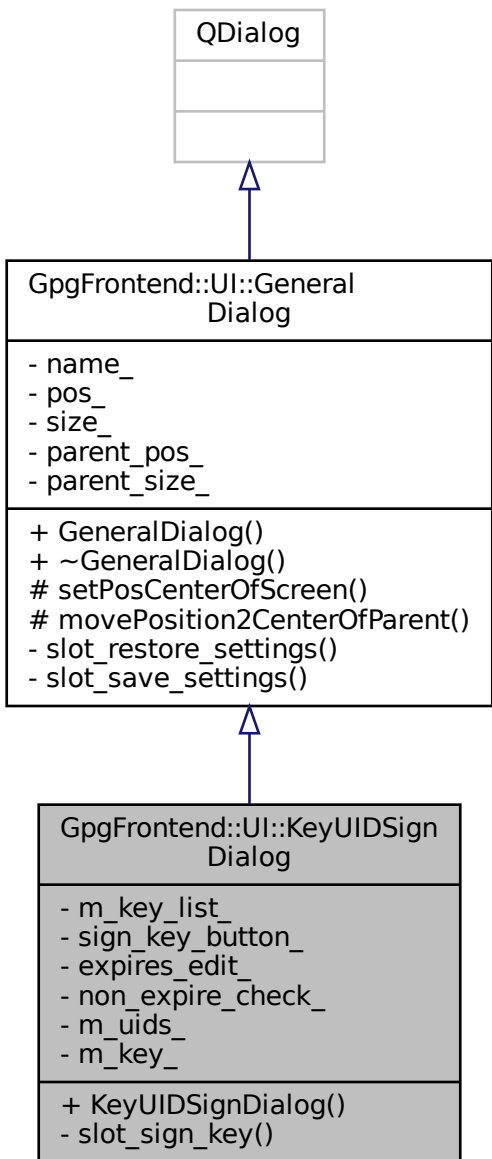 QDialog
GpgFrontend::UI::General
Dialog
- name_
- pos_
- size_
- parent_pos_
- parent_size_
+ GeneralDialog()
+ ~GeneralDialog()
# setPosCenterOfScreen()
# movePosition2CenterOfParent()
- slot_restore_settings()
- slot_save_settings()
GpgFrontend::UI::KeyUIDSign
Dialog
- m_key_list_
- sign_key_button_
- expires_edit_
- non_expire_check_
- m_uids_
- m_key_
+ KeyUIDSignDialog()
- slot_sign_key()